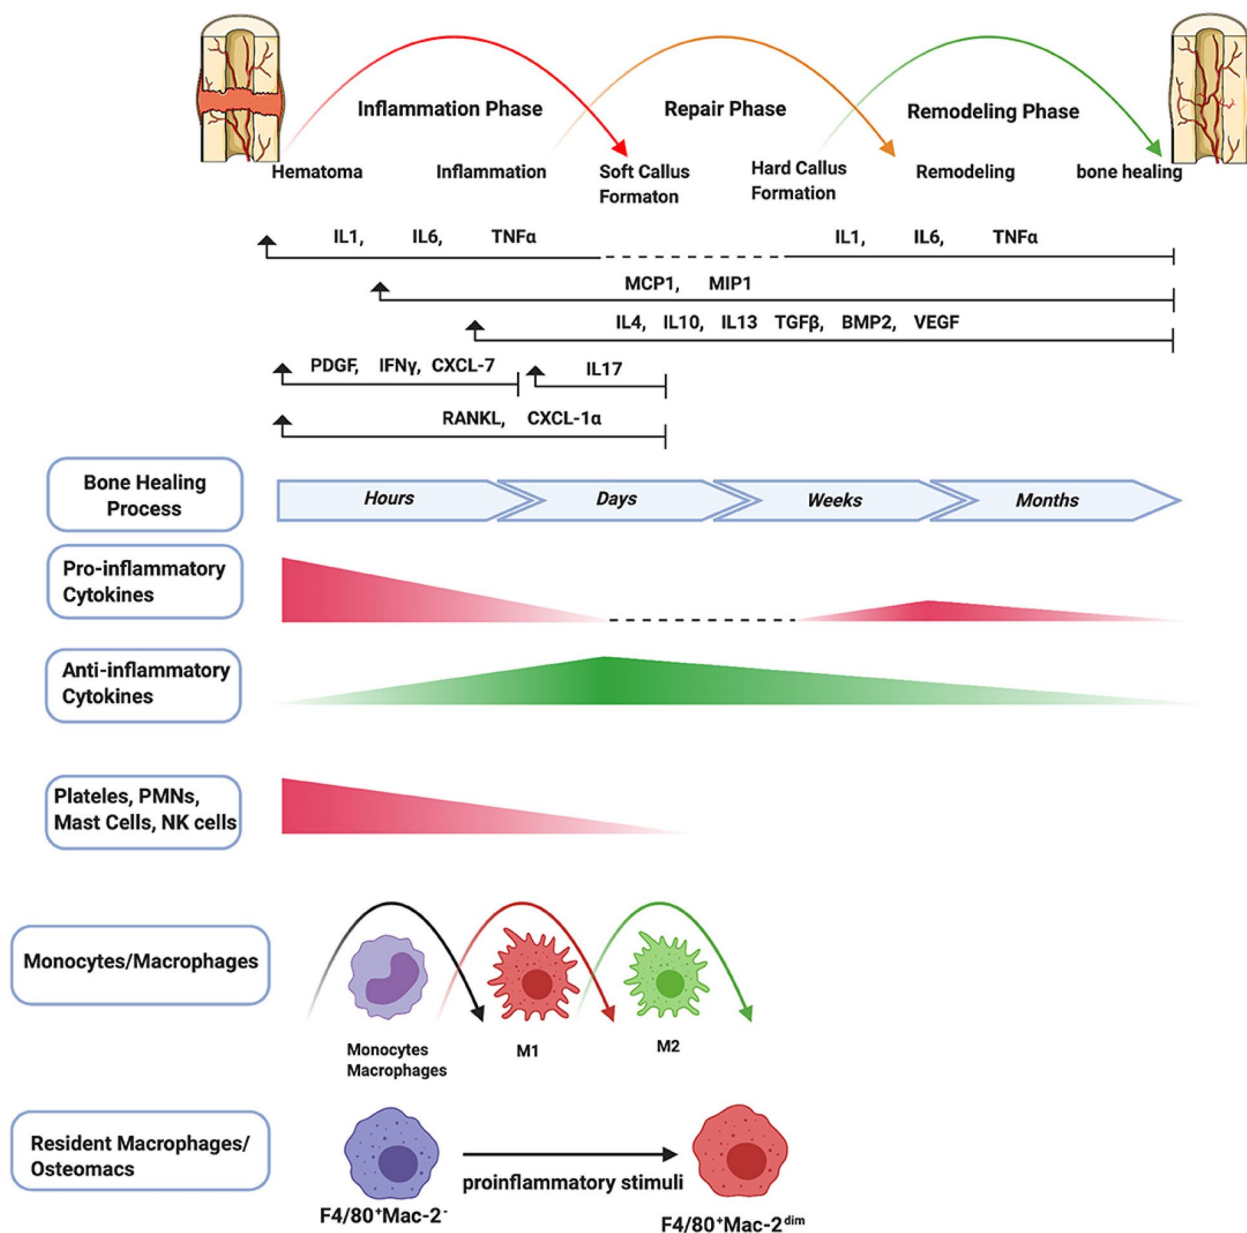 Inflammation Phase
Repair Phase
Remodeling Phase
Hematoma
Inflammation
Soft Callus
Formaton
Hard Callus
Formation
Remodeling
bone healing
IL1, IL6, TNFα
IL1, IL6, TNFα
MCP1, MIP1
IL4, IL10, IL13 TGFβ, BMP2, VEGF
PDGF, IFNγ, CXCL-7
IL17
RANKL, CXCL-1α
Bone Healing
Process
Hours
Days
Weeks
Months
Pro-inflammatory
Cytokines
Anti-inflammatory
Cytokines
Plateles, PMNs,
Mast Cells, NK cells
Monocytes/Macrophages
Monocytes
Macrophages
M1
M2
Resident Macrophages/
Osteomacs
proinflammatory stimuli
F4/80⁺Mac-2⁻
F4/80⁺Mac-2ᵈⁱᵐ